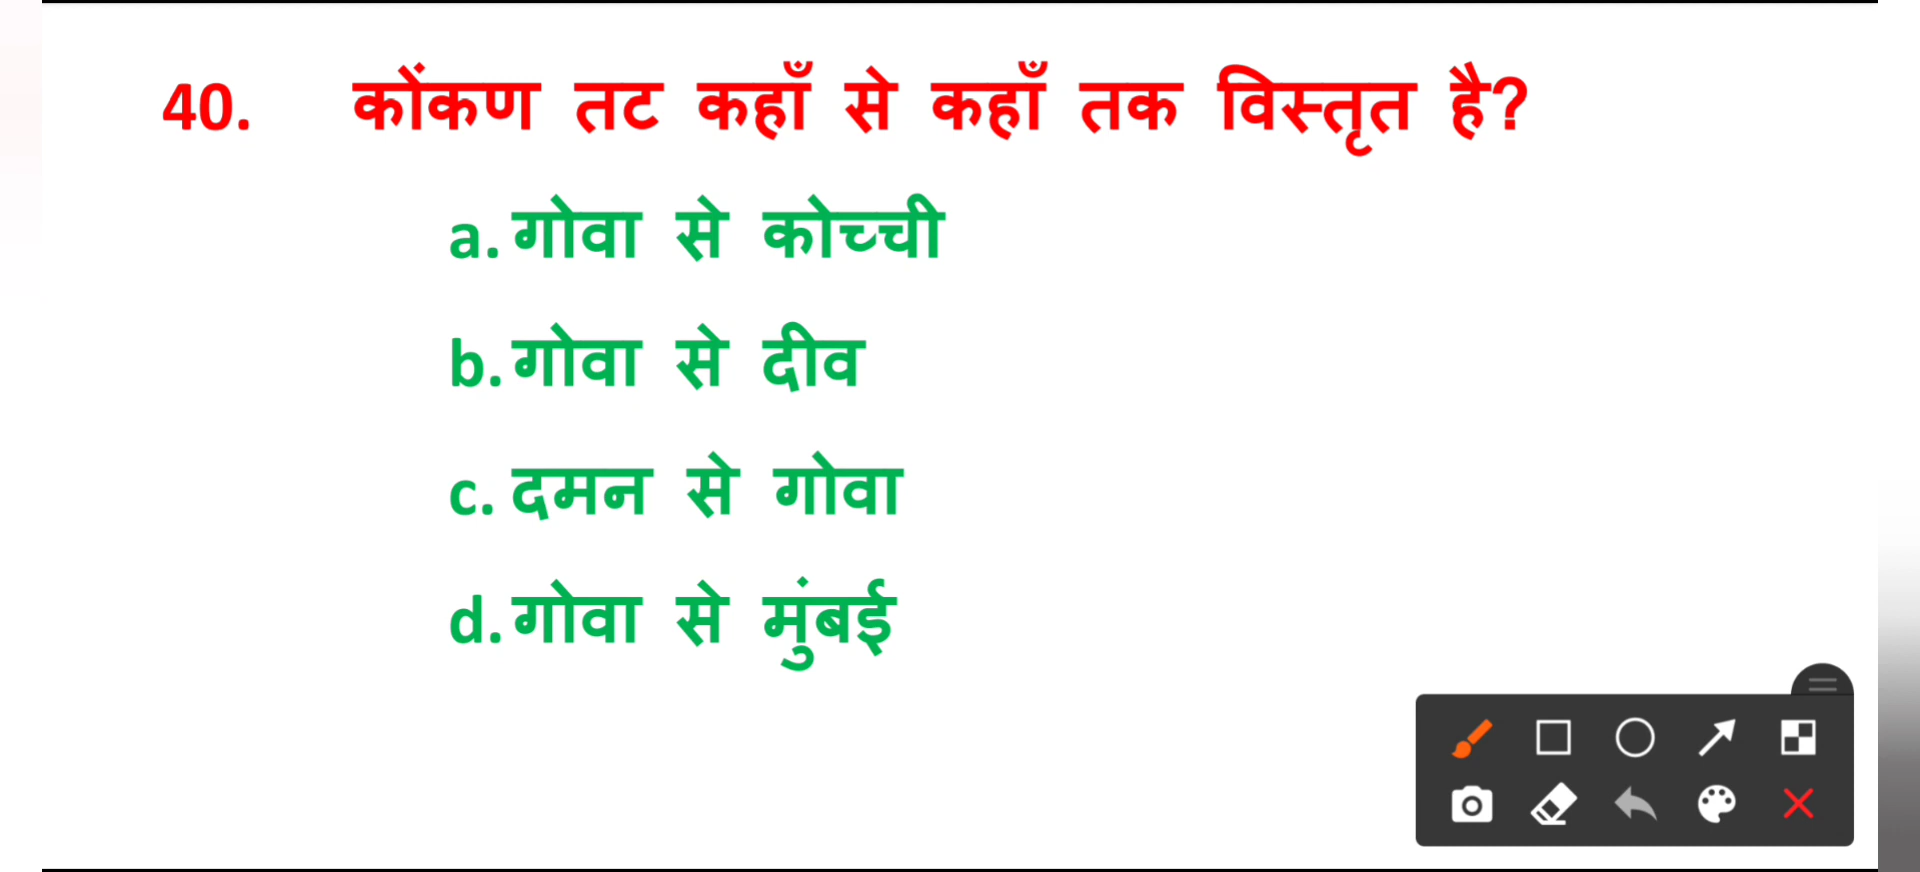 40. कोंकण तट कहाँ से कहाँ तक विस्तृत है?
a. गोवा से कोच्ची
b. गोवा से दीव
c. दमन से गोवा
d. गोवा से मुंबई